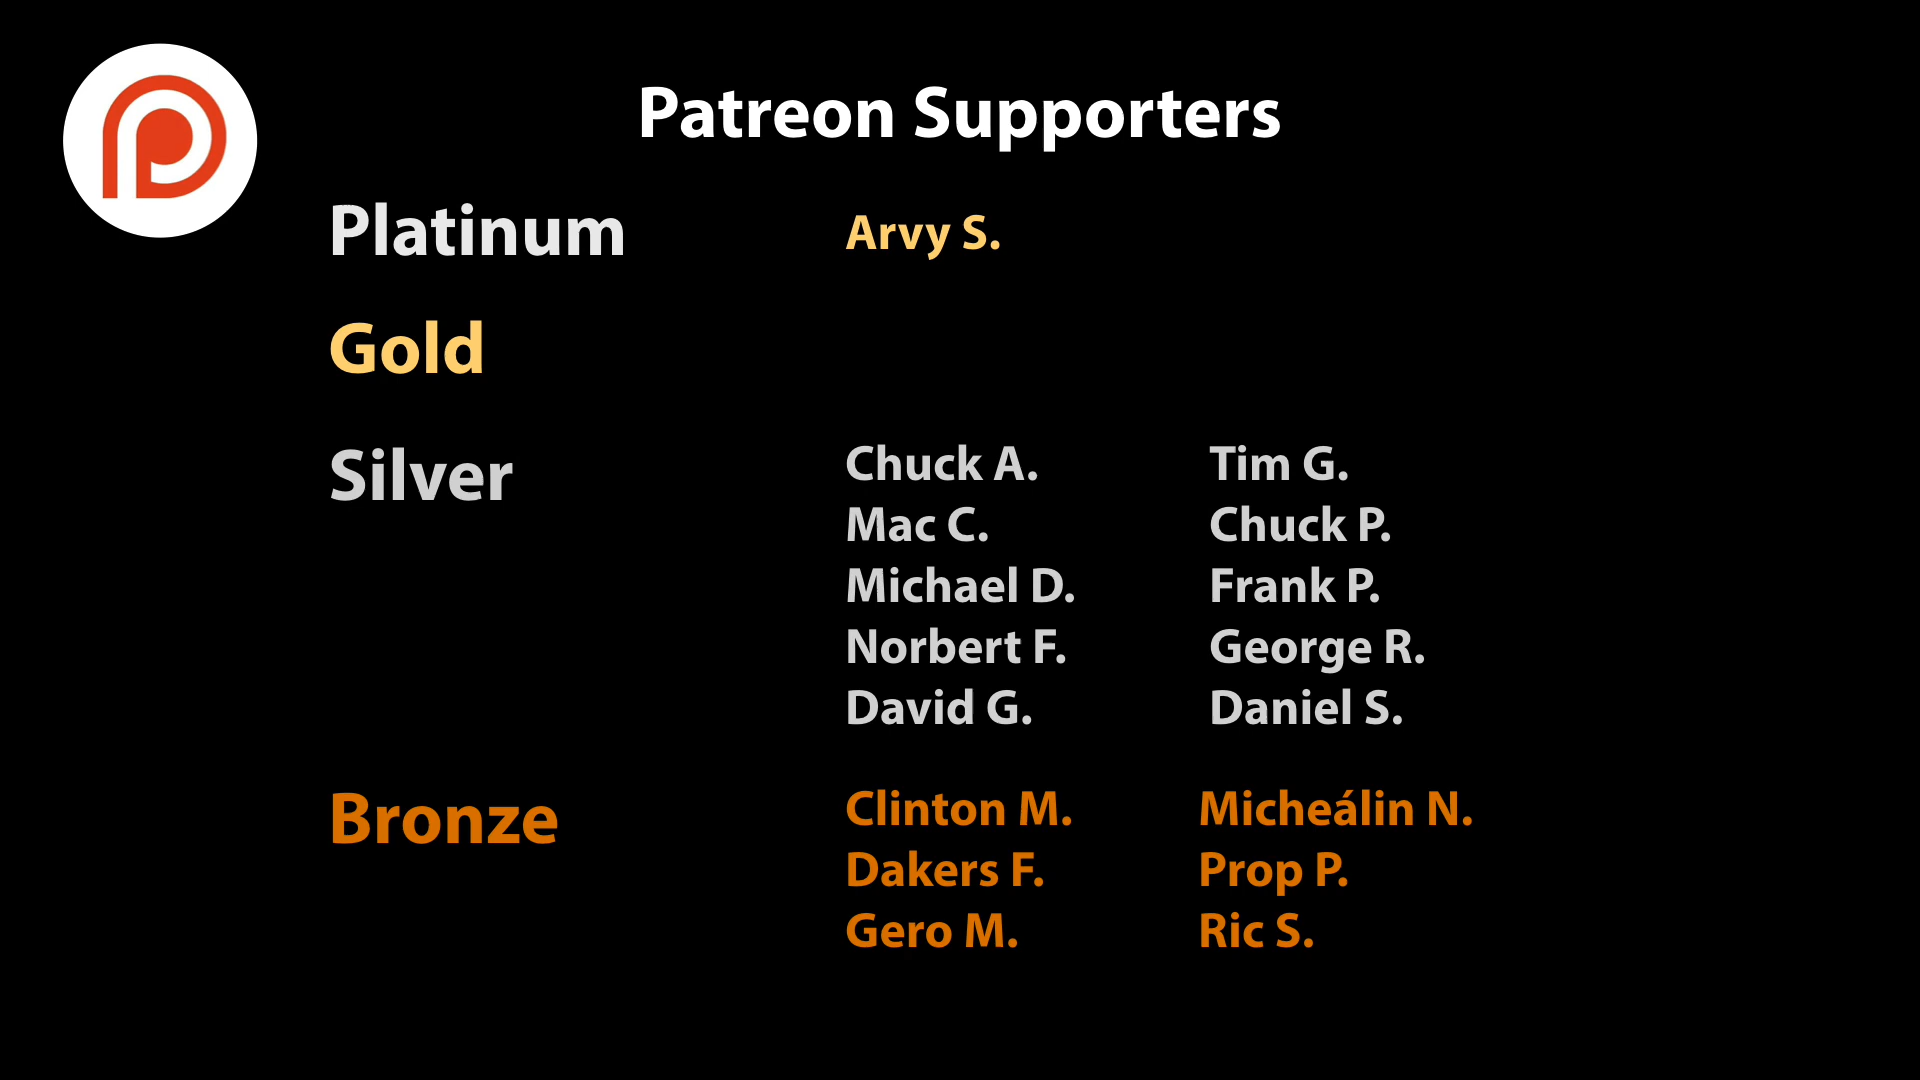 Patreon Supporters
Platinum Arvy S.
Gold
Silver Chuck A. Tim G.
Mac C. Chuck P.
Michael D. Frank P.
Norbert F. George R.
David G. Daniel S.
Bronze Clinton M. Micheálin N.
Dakers F. Prop P.
Gero M. Ric S.